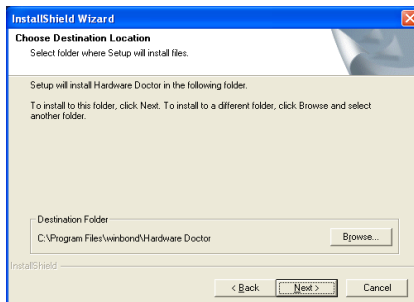 InstallShield Wizard
Choose Destination Location
Select folder where Setup will install files.
Setup will install Hardware Doctor in the following folder.
To install to this folder, click Next. To install to a different folder, click Browse and select
another folder.
Destination Folder
C:\Program Files\winbond\Hardware Doctor
Browse...
InstallShield
< Back
Next >
Cancel